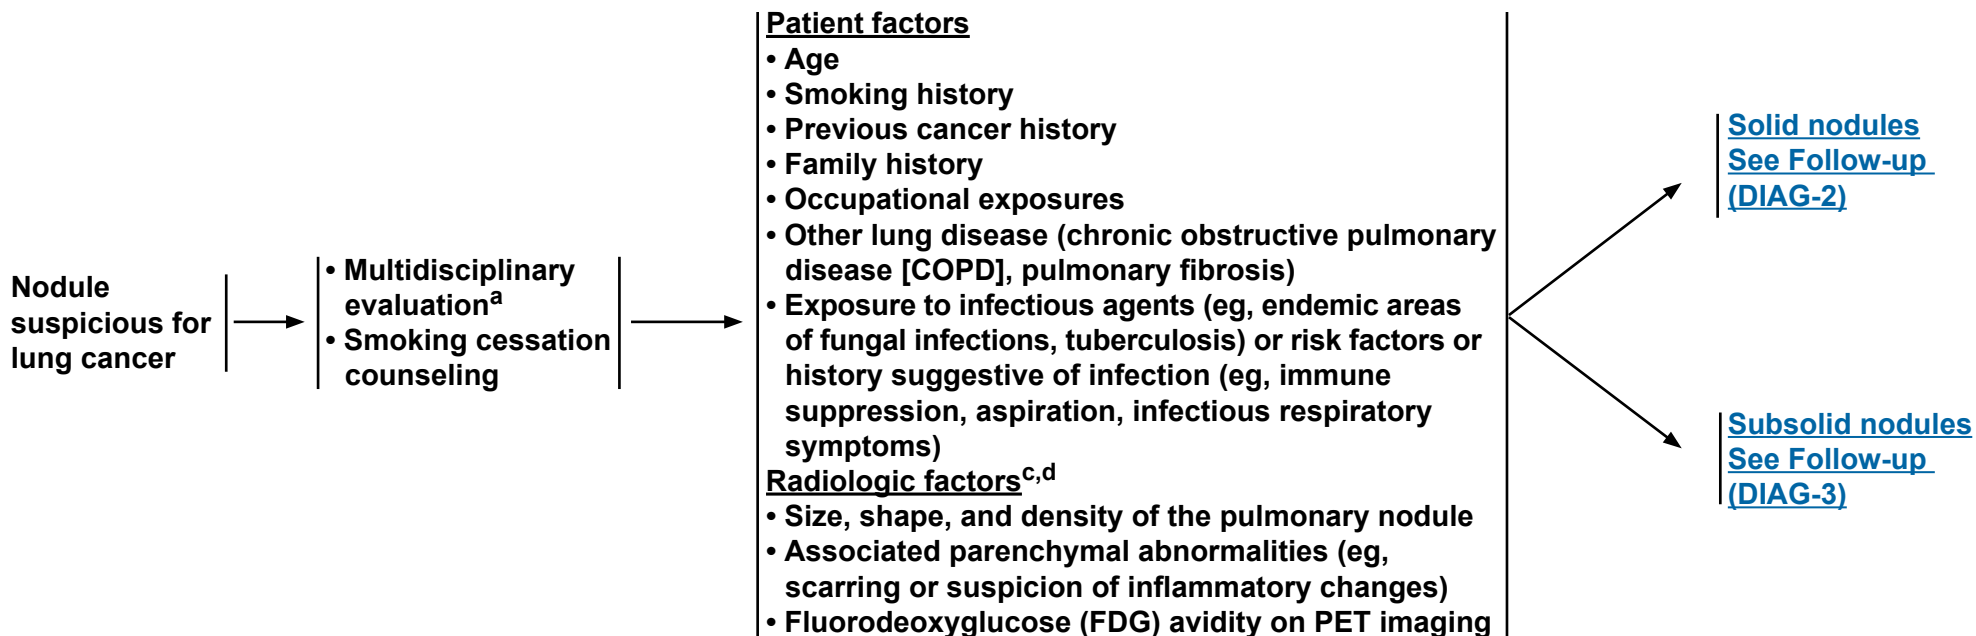 Nodule
suspicious for
lung cancer
• Multidisciplinary
evaluationa
• Smoking cessation
counseling
Patient factors
• Age
• Smoking history
• Previous cancer history
• Family history
• Occupational exposures
• Other lung disease (chronic obstructive pulmonary
disease [COPD], pulmonary fibrosis)
• Exposure to infectious agents (eg, endemic areas
of fungal infections, tuberculosis) or risk factors or
history suggestive of infection (eg, immune
suppression, aspiration, infectious respiratory
symptoms)
Radiologic factorsc,d
• Size, shape, and density of the pulmonary nodule
• Associated parenchymal abnormalities (eg,
scarring or suspicion of inflammatory changes)
• Fluorodeoxyglucose (FDG) avidity on PET imaging
Solid nodules
See Follow-up
(DIAG-2)
Subsolid nodules
See Follow-up
(DIAG-3)